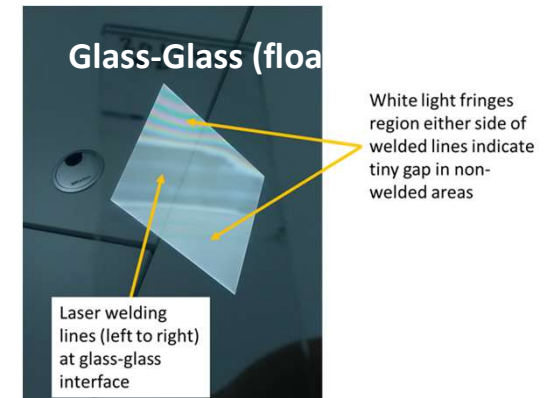 Glass-Glass (floa
White light fringes
region either side of
welded lines indicate
tiny gap in non-
welded areas
Laser welding
lines (left to right)
at glass-glass
interface